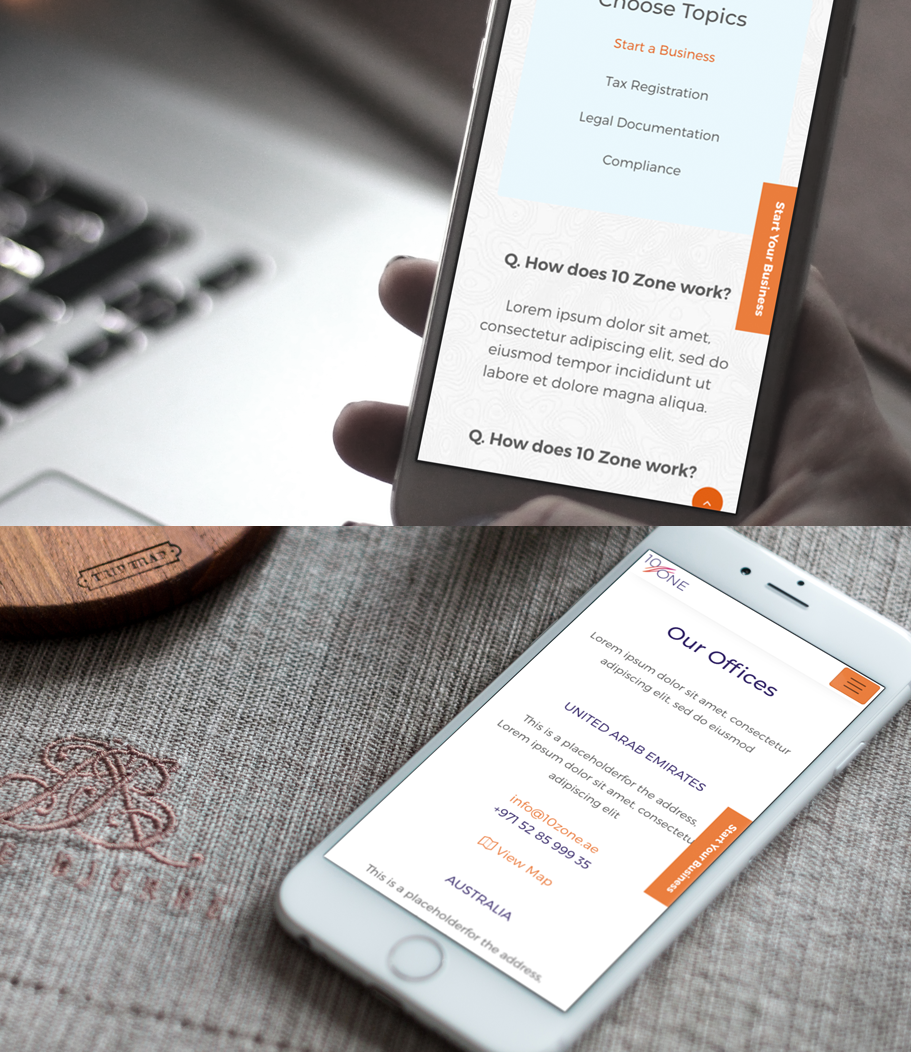 Choose Topics
Start a Business
Tax Registration
Legal Documentation
Compliance
Start Your Business
Q. How does 10 Zone work?
Lorem ipsum dolor sit amet,
consectetur adipiscing elit, sed do
eiusmod tempor incididunt ut
labore et dolore magna aliqua.
Q. How does 10 Zone work?
TRUETRAE
10 ZONE
Our Offices
Lorem ipsum dolor sit amet, consectetur
adipiscing elit, sed do eiusmod
UNITED ARAB EMIRATES
This is a placeholderfor the address.
Lorem ipsum dolor sit amet, consectetu
adipiscing elit
info@10zone.ae
+971 52 85 999 35
View Map
Start Your Business
AUSTRALIA
This is a placeholderfor the address.